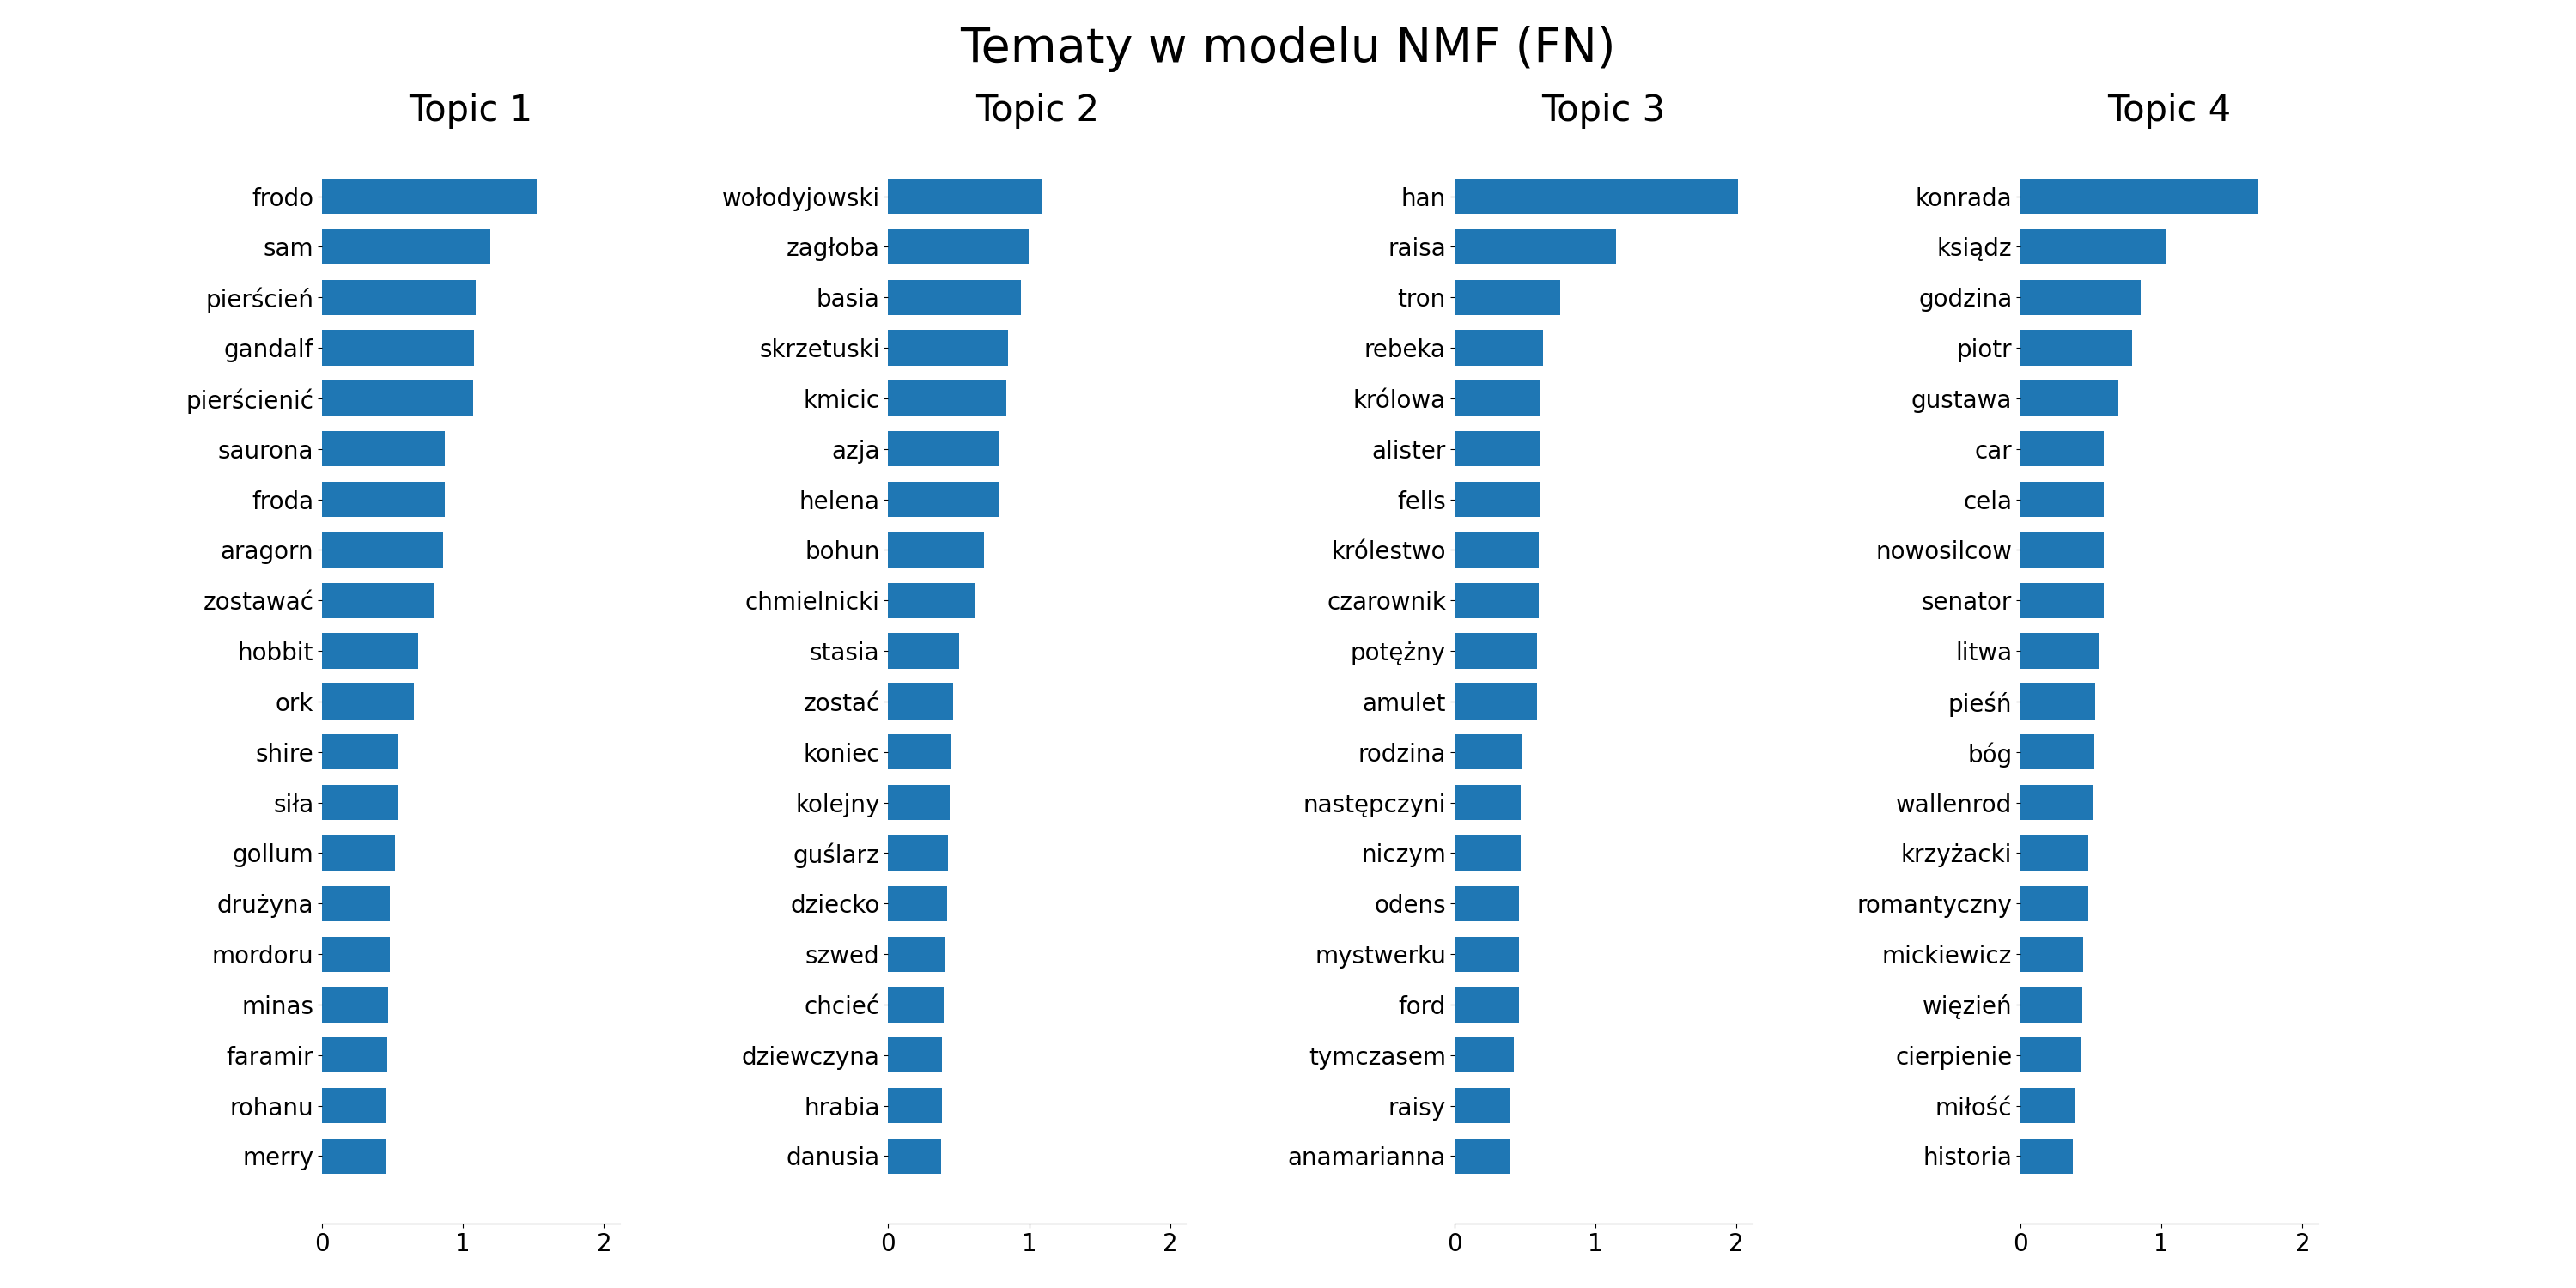 Tematy w modelu NMF (FN)
Topic 1
frodo
sam
pierścień
gandalf
pierścienić
saurona
froda
aragorn
zostawać
hobbit
ork
shire
siła
gollum
drużyna
mordoru
minas
faramir
rohanu
merry
0 1 2
Topic 2
wołodyjowski
zagłoba
basia
skrzetuski
kmicic
azja
helena
bohun
chmielnicki
stasia
zostać
koniec
kolejny
guślarz
dziecko
szwed
chcieć
dziewczyna
hrabia
danusia
0 1 2
Topic 3
han
raisa
tron
rebeka
królowa
alister
fells
królestwo
czarownik
potężny
amulet
rodzina
następczyni
niczym
odens
mystwerku
ford
tymczasem
raisy
anamarianna
0 1 2
Topic 4
konrada
ksiądz
godzina
piotr
gustawa
car
cela
nowosilcow
senator
litwa
pieśń
bóg
wallenrod
krzyżacki
romantyczny
mickiewicz
więzień
cierpienie
miłość
historia
0 1 2